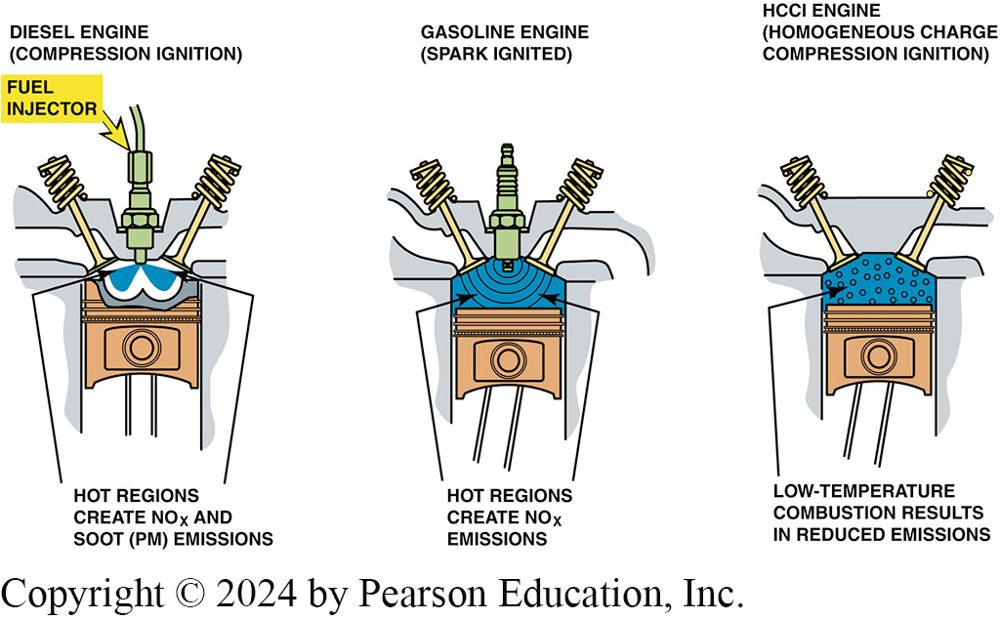 DIESEL ENGINE
(COMPRESSION IGNITION)
FUEL
INJECTOR
HOT REGIONS
CREATE NOX AND
SOOT (PM) EMISSIONS
GASOLINE ENGINE
(SPARK IGNITED)
HOT REGIONS
CREATE NOX
EMISSIONS
HCCI ENGINE
(HOMOGENEOUS CHARGE
COMPRESSION IGNITION)
LOW-TEMPERATURE
COMBUSTION RESULTS
IN REDUCED EMISSIONS
Copyright © 2024 by Pearson Education, Inc.